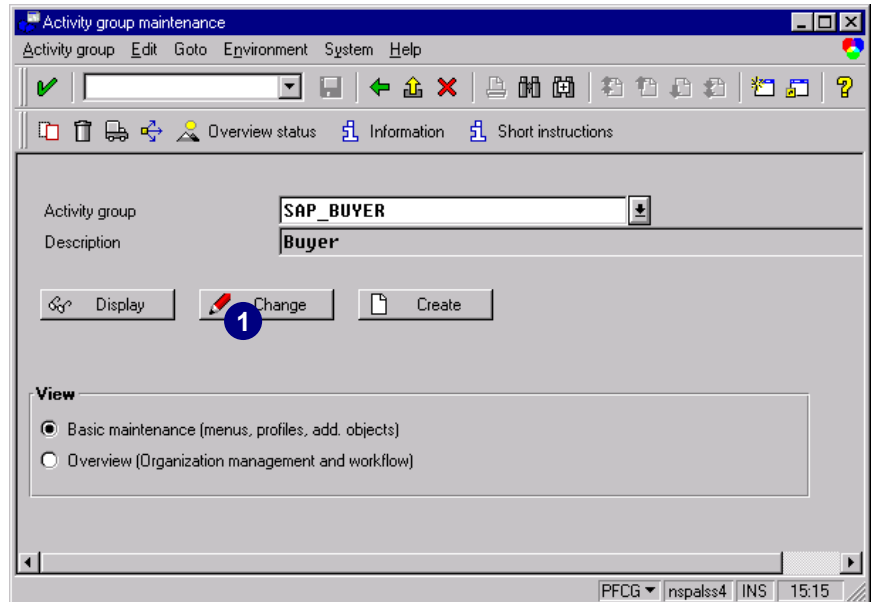 Activity group maintenance
Activity group Edit Goto Environment System Help
Overview status Information Short instructions
Activity group SAP_BUYER
Description Buyer
Display Change Create
1
View
Basic maintenance (menus, profiles, add. objects)
Overview (Organization management and workflow)
PFCG nspalss4 INS 15:15